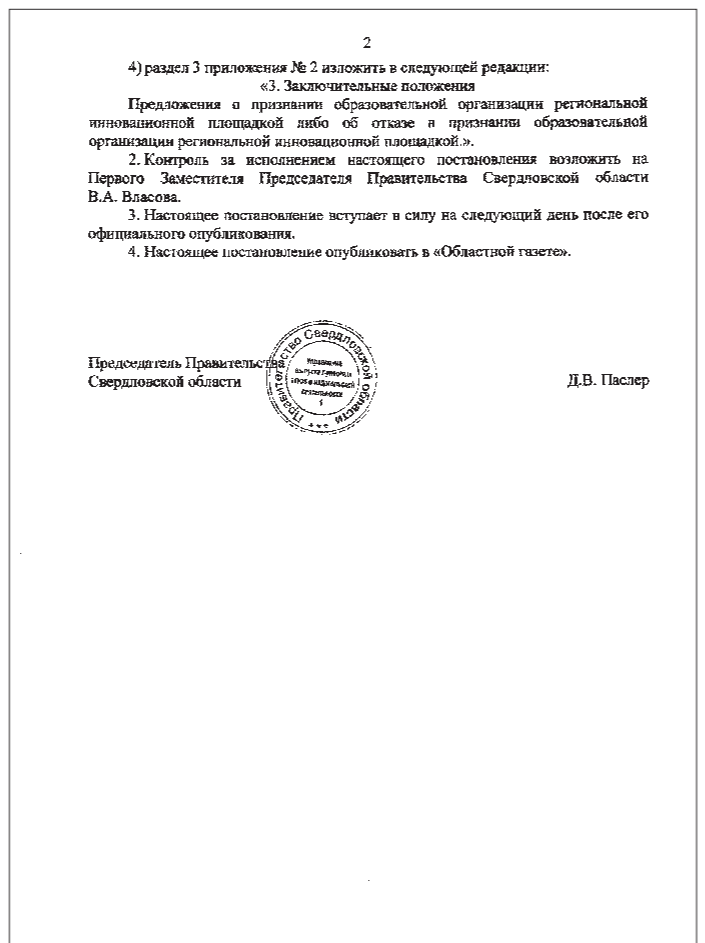 2
4) раздел 3 приложения № 2 изложить в следующей редакции:
«3. Заключительные положения
Предложения о признании образовательной организации региональной
инновационной площадкой либо об отказе в признании образовательной
организации региональной инновационной площадкой.».
2. Контроль за исполнением настоящего постановления возложить на
Первого Заместителя Председателя Правительства Свердловской области
В.А. Власова.
3. Настоящее постановление вступает в силу на следующий день после его
официального опубликования.
4. Настоящее постановление опубликовать в «Областной газете».
Председатель Правительства
Свердловской области
Д.В. Паслер
Правительство Свердловской области
Управление
выпуска правовых